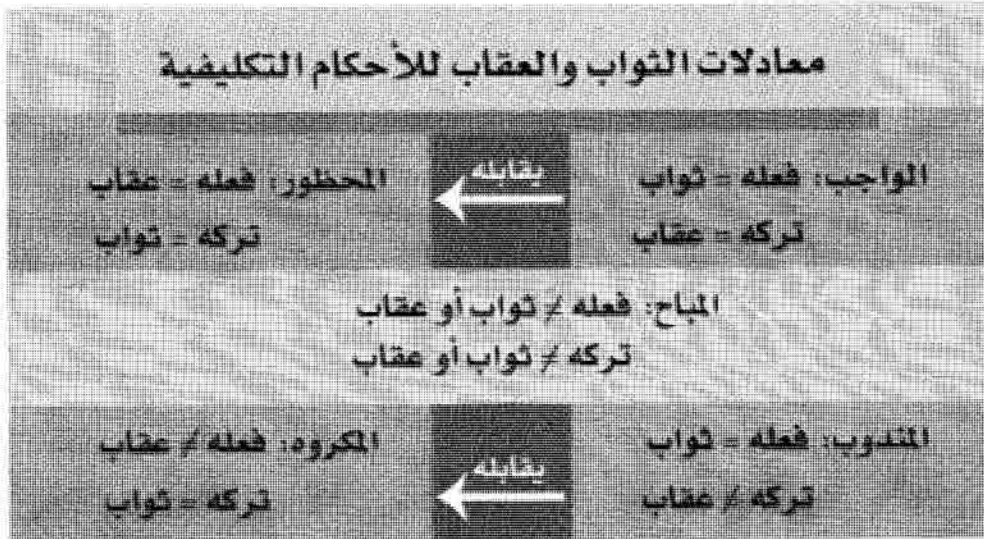 معادلات الثواب والعقاب للأحكام التكليفية
الواجب: فعله = ثواب
تركه = عقاب
يقابله
المحظور: فعله = عقاب
تركه = ثواب
المباح: فعله ≠ ثواب أو عقاب
تركه ≠ ثواب أو عقاب
المندوب: فعله = ثواب
تركه ≠ عقاب
يقابله
المكروه: فعله ≠ عقاب
تركه = ثواب